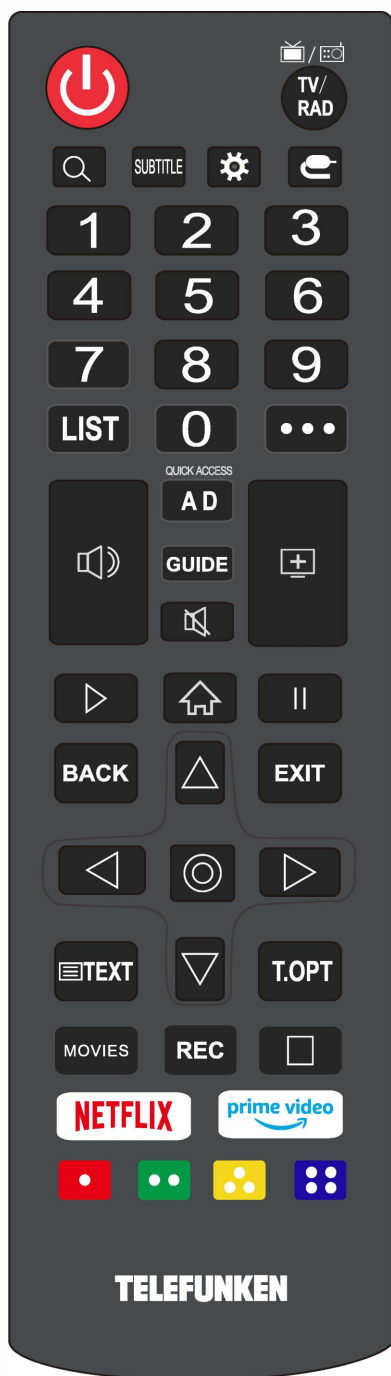 TV/
RAD
SUBTITLE
1 2 3
4 5 6
7 8 9
LIST 0
QUICK ACCESS
AD
GUIDE
BACK EXIT
TEXT T.OPT
MOVIES REC
NETFLIX prime video
TELEFUNKEN